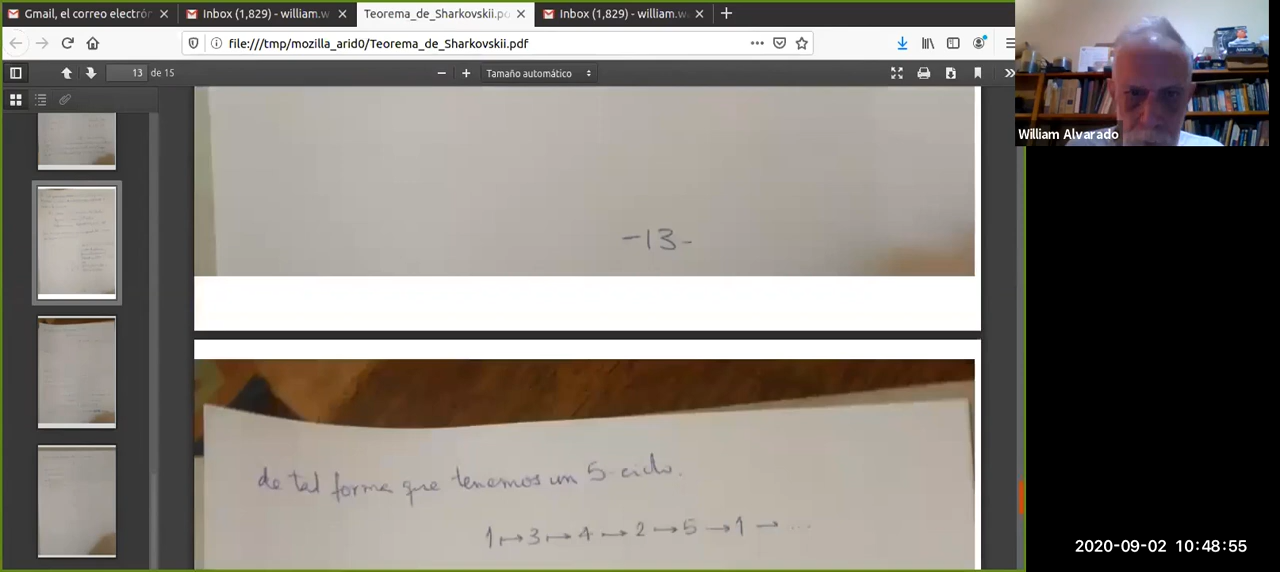 Gmail, el correo electrón
Inbox (1,829) - william.w
Teorema_de_Sharkovskii.pd
Inbox (1,829) - william.w
file:///tmp/mozilla_arid0/Teorema_de_Sharkovskii.pdf
13 de 15
Tamaño automático
William Alvarado
-13-
de tal forma que tenemos un 5-ciclo.
1 ↦ 3 ↦ 4 → 2 → 5 → 1 → ...
2020-09-02 10:48:55